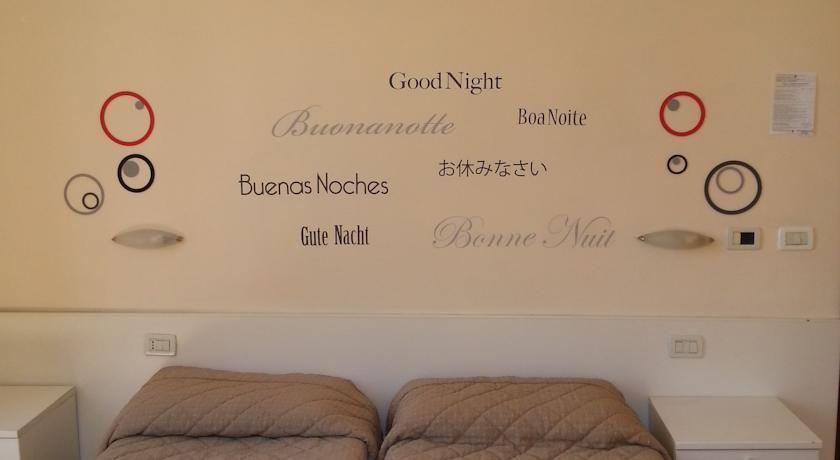 Good Night
Buonanotte
Boa Noite
お休みなさい
Buenas Noches
Gute Nacht
Bonne Nuit